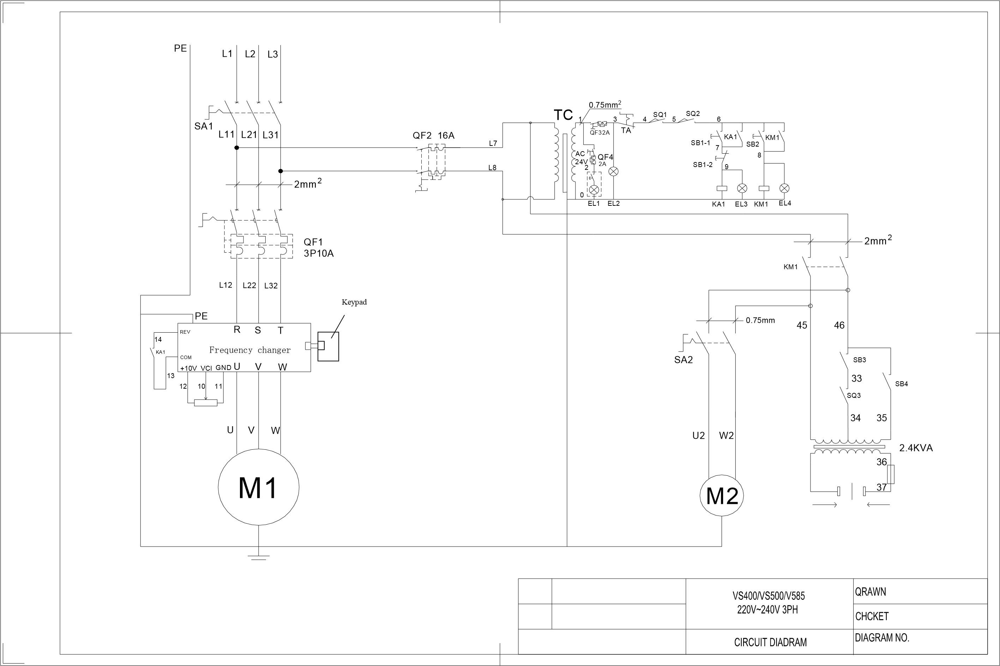 PE
L1 L2 L3
SA1
L11 L21 L31
QF2 16A
L7
L8
2mm2
QF1
3P10A
L12 L22 L32
Keypad
PE
R S T
REV
14
KA1
Frequency changer
COM
+10V VCI GND U V W
13
12 10 11
U V W
M1
TC
0.75mm2
1
QF32A
3
TA
4
SQ1
5
SQ2
6
SB1-1
KA1
SB2
KM1
7
8
AC
24V
QF4
2A
2
SB1-2
9
0
EL1 EL2
KA1 EL3 KM1 EL4
2mm2
KM1
0.75mm
45 46
SA2
SB3
33
SB4
SQ3
34 35
U2 W2
2.4KVA
36
37
M2
VS400/VS500/V585
220V~240V 3PH
QRAWN
CHCKET
CIRCUIT DIADRAM
DIAGRAM NO.